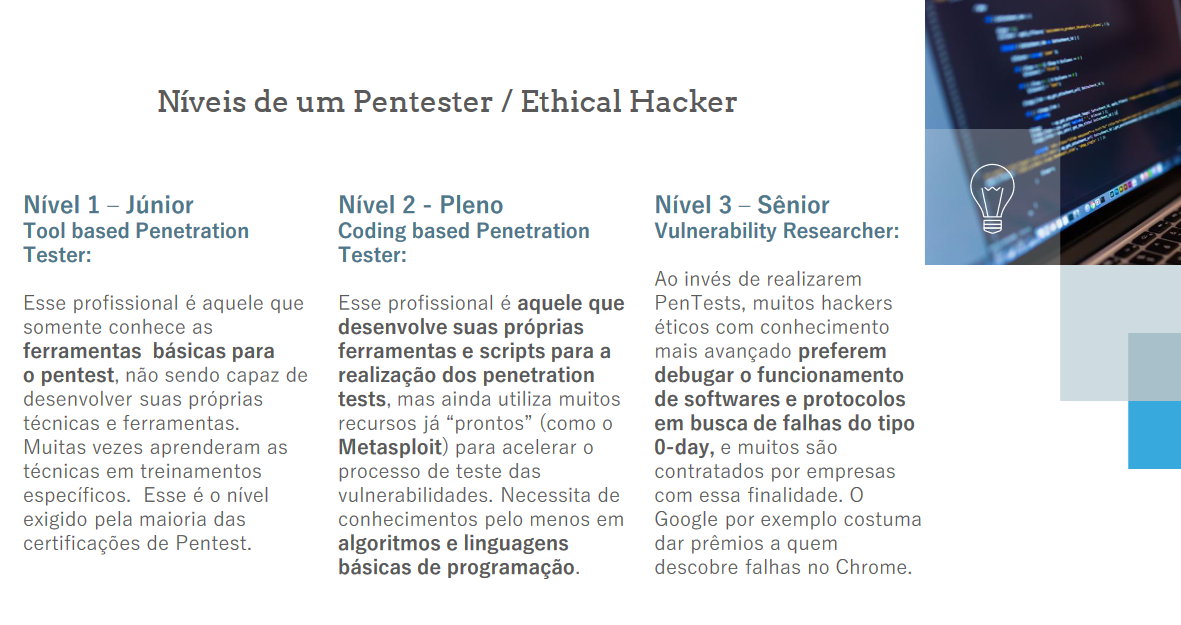 Níveis de um Pentester / Ethical Hacker
Nível 1 – Júnior
Tool based Penetration
Tester:
Esse profissional é aquele que
somente conhece as
ferramentas  básicas para
o pentest, não sendo capaz de
desenvolver suas próprias
técnicas e ferramentas.
Muitas vezes aprenderam as
técnicas em treinamentos
específicos.  Esse é o nível
exigido pela maioria das
certificações de Pentest.
Nível 2 - Pleno
Coding based Penetration
Tester:
Esse profissional é aquele que
desenvolve suas próprias
ferramentas e scripts para a
realização dos penetration
tests, mas ainda utiliza muitos
recursos já “prontos” (como o
Metasploit) para acelerar o
processo de teste das
vulnerabilidades. Necessita de
conhecimentos pelo menos em
algoritmos e linguagens
básicas de programação.
Nível 3 – Sênior
Vulnerability Researcher:
Ao invés de realizarem
PenTests, muitos hackers
éticos com conhecimento
mais avançado preferem
debugar o funcionamento
de softwares e protocolos
em busca de falhas do tipo
0-day, e muitos são
contratados por empresas
com essa finalidade. O
Google por exemplo costuma
dar prêmios a quem
descobre falhas no Chrome.